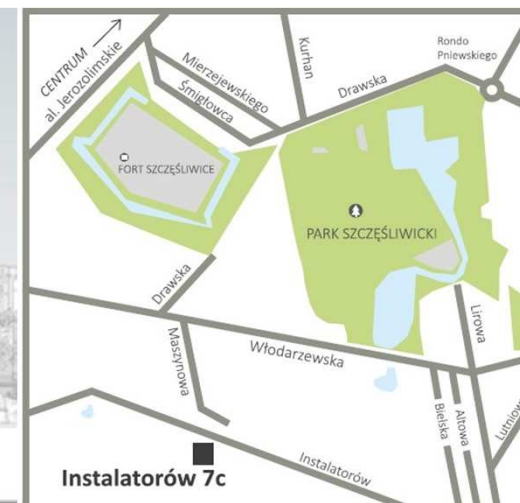 CENTRUM
al. Jerozolimskie
Mierzejewskiego
Śmigłowca
Kurhan
Drawska
Rondo
Pniewskiego
FORT SZCZĘŚLIWICE
PARK SZCZĘŚLIWICKI
Drawska
Maszynowa
Włodarzewska
Lirowa
Bielska
Altowa
Lutniowa
Instalatorów
Instalatorów 7c